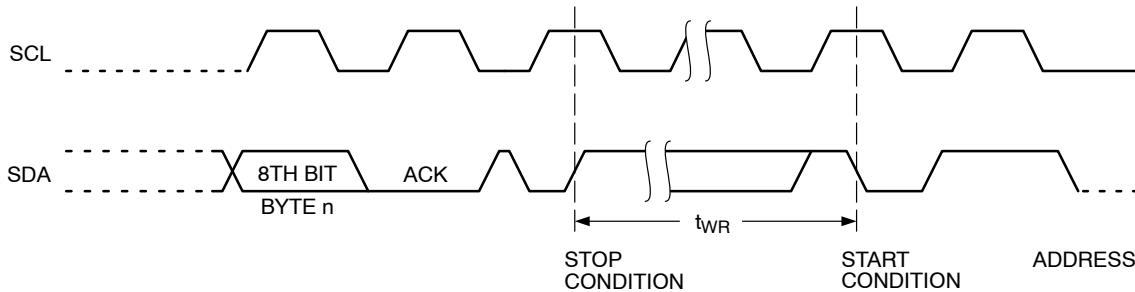 SCL
SDA
8TH BIT
ACK
BYTE n
tWR
STOP
CONDITION
START
CONDITION
ADDRESS